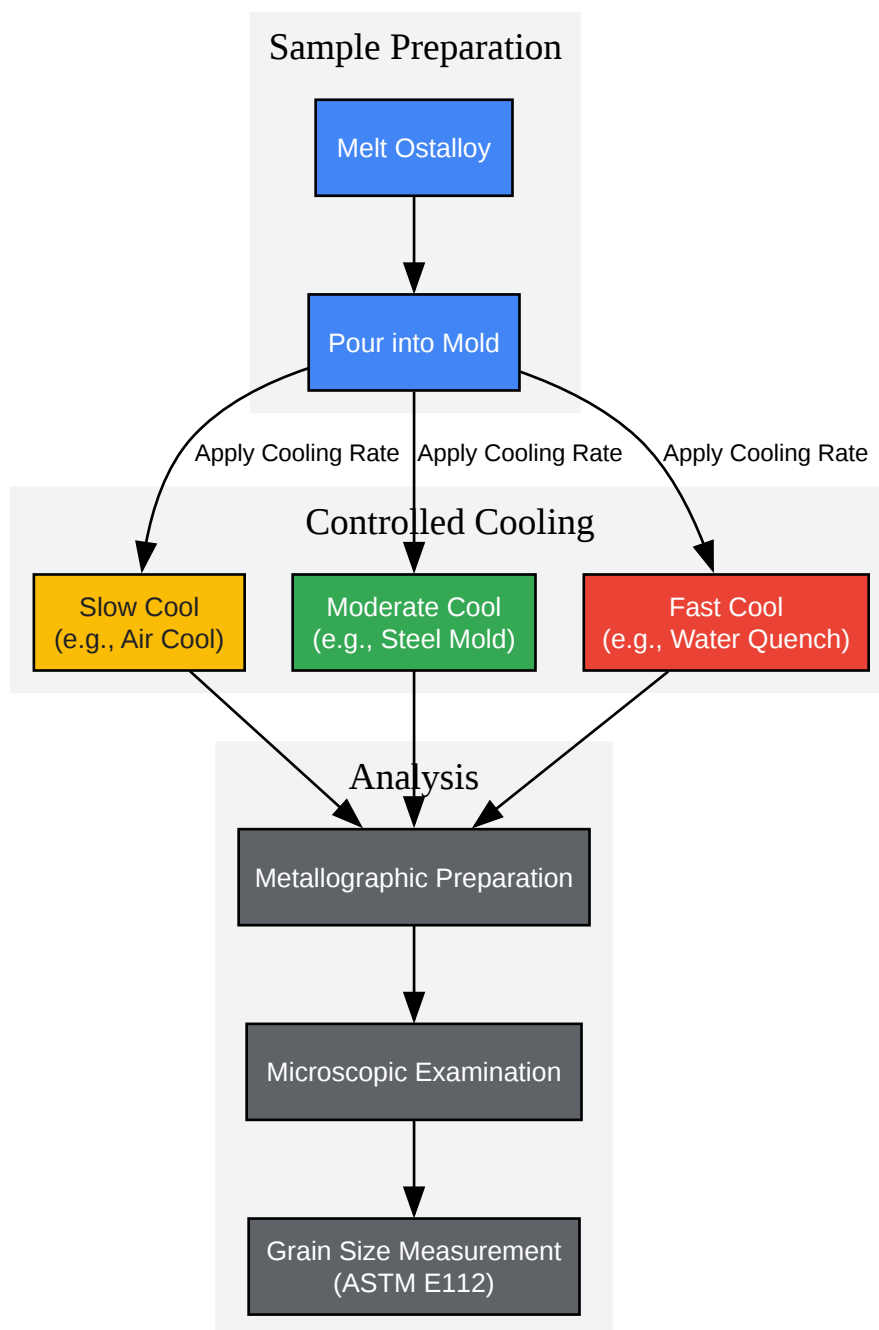 Sample Preparation
Melt Ostalloy
Pour into Mold
Apply Cooling Rate
Apply Cooling Rate
Apply Cooling Rate
Controlled Cooling
Slow Cool
(e.g., Air Cool)
Moderate Cool
(e.g., Steel Mold)
Fast Cool
(e.g., Water Quench)
Analysis
Metallographic Preparation
Microscopic Examination
Grain Size Measurement
(ASTM E112)